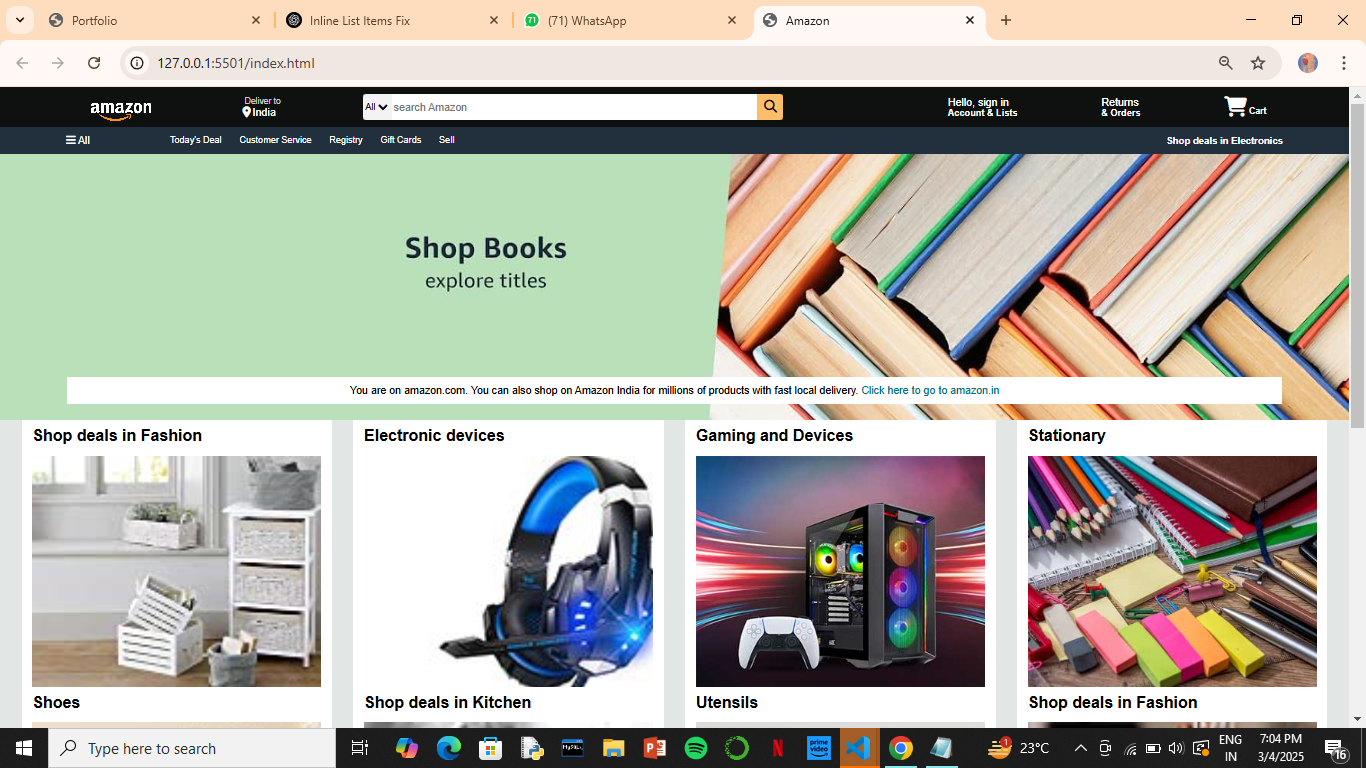 Portfolio
Inline List Items Fix
71
(71) WhatsApp
Amazon
127.0.0.1:5501/index.html
amazon
Deliver to
India
All
search Amazon
Hello, sign in
Account & Lists
Returns
& Orders
Cart
All
Today's Deal
Customer Service
Registry
Gift Cards
Sell
Shop deals in Electronics
Shop Books
explore titles
You are on amazon.com. You can also shop on Amazon India for millions of products with fast local delivery. Click here to go to amazon.in
Shop deals in Fashion
Electronic devices
Gaming and Devices
Stationary
Shoes
Shop deals in Kitchen
Utensils
Shop deals in Fashion
Type here to search
MySQL
prime
video
1
23°C
ENG
IN
7:04 PM
3/4/2025
16